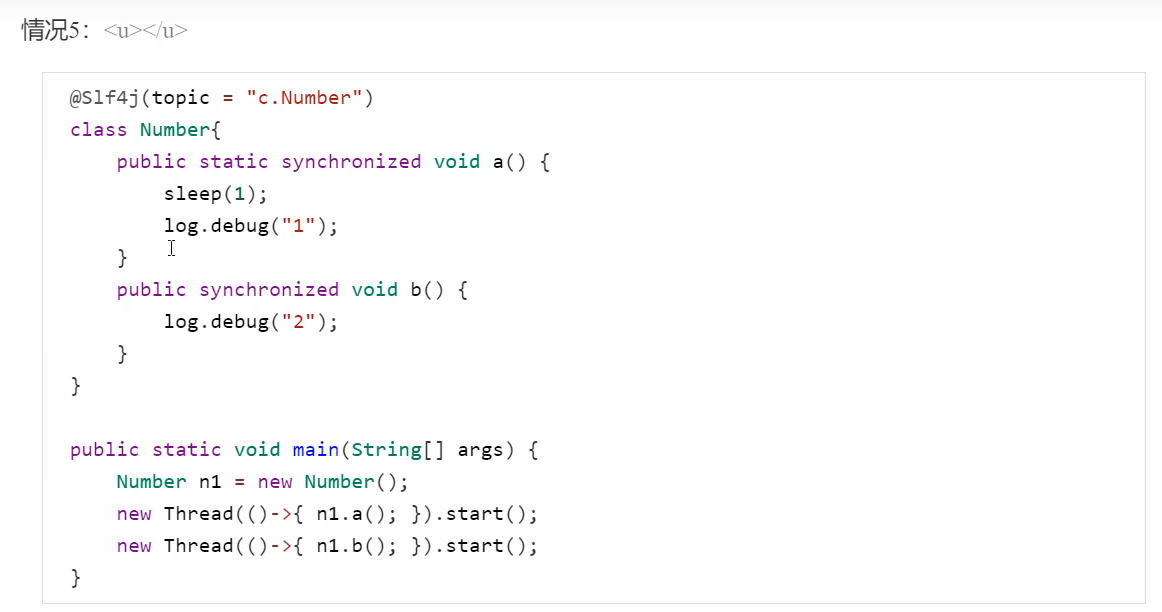 情况5：<u></u>
@Slf4j(topic = "c.Number")
class Number{
    public static synchronized void a() {
        sleep(1);
        log.debug("1");
    }
    public synchronized void b() {
        log.debug("2");
    }
}

public static void main(String[] args) {
    Number n1 = new Number();
    new Thread(()->{ n1.a(); }).start();
    new Thread(()->{ n1.b(); }).start();
}